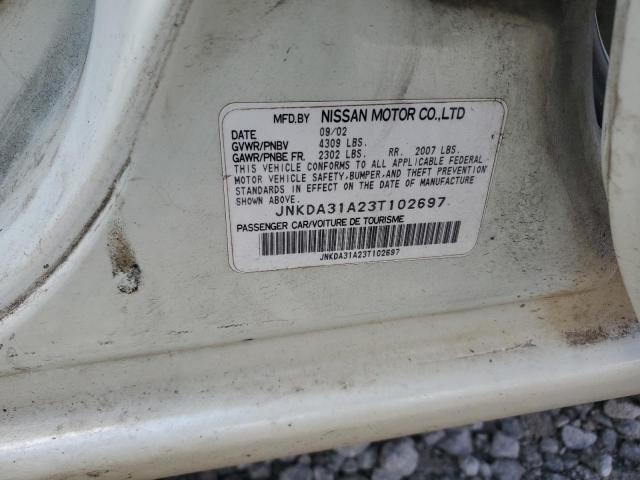 MFD.BY NISSAN MOTOR CO.,LTD
DATE 09/02
GVWR/PNBV 4309 LBS.
GAWR/PNBE FR. 2302 LBS. RR. 2007 LBS.
THIS VEHICLE CONFORMS TO ALL APPLICABLE FEDERAL
MOTOR VEHICLE SAFETY, BUMPER, AND THEFT PREVENTION
STANDARDS IN EFFECT ON THE DATE OF MANUFACTURE
SHOWN ABOVE.
JNKDA31A23T102697
PASSENGER CAR/VOITURE DE TOURISME
JNKDA31A23T102697